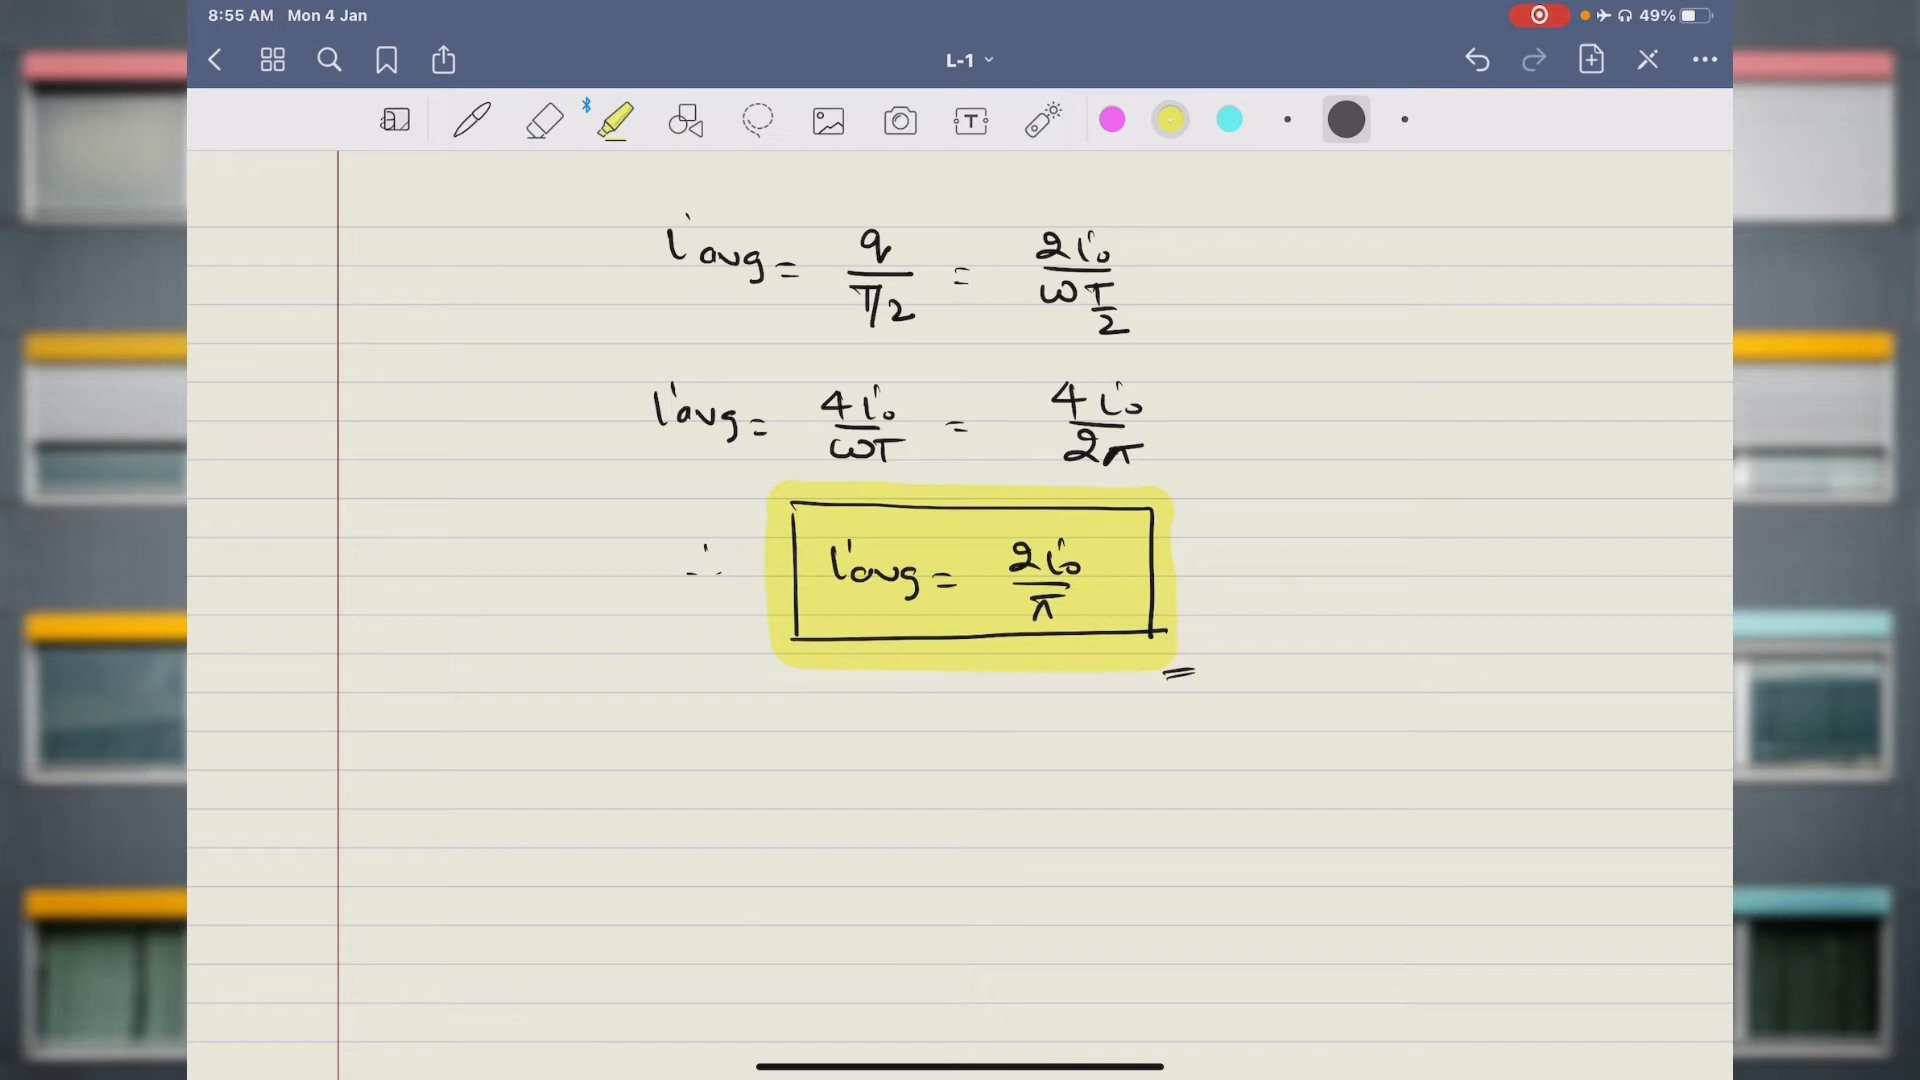 8:55 AM Mon 4 Jan 49%
L-1
T
i avg = q / T/2 = 2i₀ / ω T/2
i avg = 4i₀ / ωT = 4i₀ / 2π
∴ i avg = 2i₀ / π